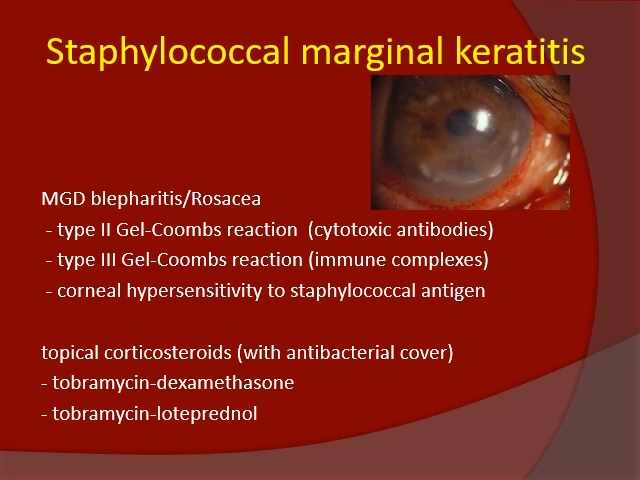 Staphylococcal marginal keratitis
MGD blepharitis/Rosacea
- type II Gel-Coombs reaction (cytotoxic antibodies)
- type III Gel-Coombs reaction (immune complexes)
- corneal hypersensitivity to staphylococcal antigen
topical corticosteroids (with antibacterial cover)
- tobramycin-dexamethasone
- tobramycin-loteprednol